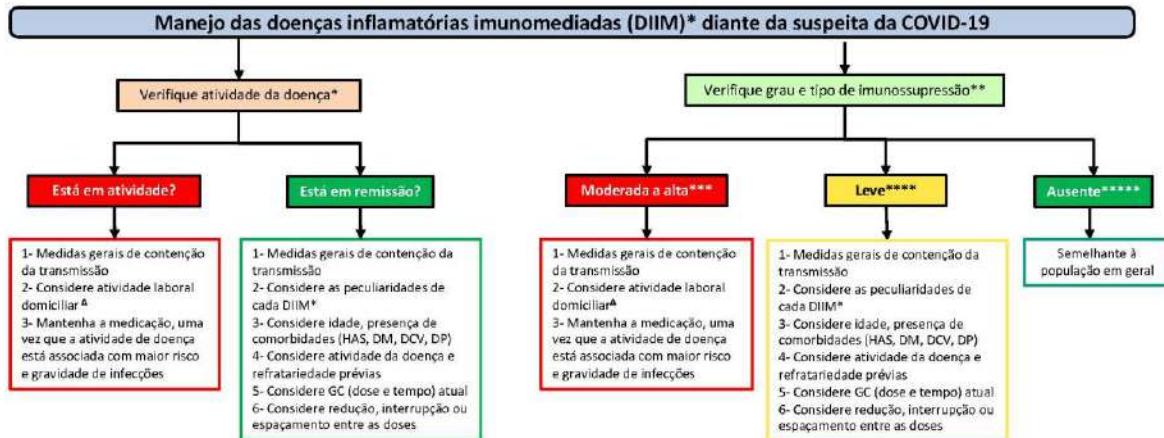 Manejo das doenças inflamatórias imunomediadas (DIIM)* diante da suspeita da COVID-19
Verifique atividade da doença*
Verifique grau e tipo de imunossupressão**
Está em atividade?
Está em remissão?
Moderada a alta***
Leve****
Ausente*****
1- Medidas gerais de contenção
da transmissão
2- Considere atividade laboral
domiciliarᐃ
3- Mantenha a medicação, uma
vez que a atividade de doença
está associada com maior risco
e gravidade de infecções
1- Medidas gerais de contenção da
transmissão
2- Considere as peculiaridades de
cada DIIM*
3- Considere idade, presença de
comorbidades (HAS, DM, DCV, DP)
4- Considere atividade da doença e
refratariedade prévias
5- Considere GC (dose e tempo) atual
6- Considere redução, interrupção ou
espaçamento entre as doses
1- Medidas gerais de contenção
da transmissão
2- Considere atividade laboral
domiciliarᐃ
3- Mantenha a medicação, uma
vez que a atividade de doença
está associada com maior risco
e gravidade de infecções
1- Medidas gerais de contenção da
transmissão
2- Considere as peculiaridades de
cada DIIM*
3- Considere idade, presença de
comorbidades (HAS, DM, DCV, DP)
4- Considere atividade da doença e
refratariedade prévias
5- Considere GC (dose e tempo) atual
6- Considere redução, interrupção ou
espaçamento entre as doses
Semelhante à
população em geral